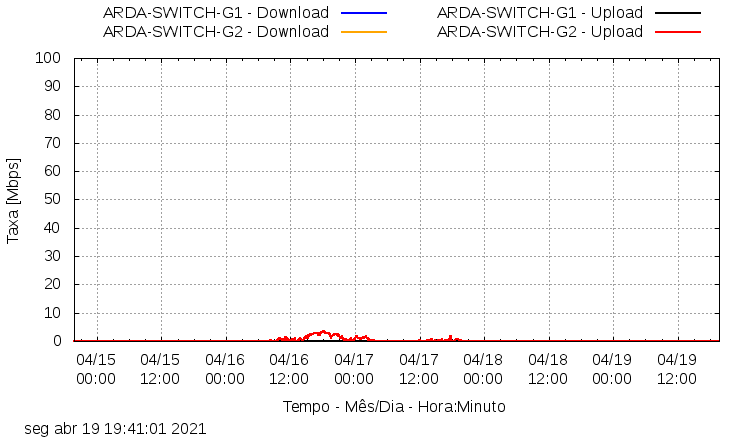 ARDA-SWITCH-G1 - Download ARDA-SWITCH-G1 - Upload
ARDA-SWITCH-G2 - Download ARDA-SWITCH-G2 - Upload
100
90
80
70
60
50
40
30
20
10
0
Taxa [Mbps]
04/15 04/15 04/16 04/16 04/17 04/17 04/18 04/18 04/19 04/19
00:00 12:00 00:00 12:00 00:00 12:00 00:00 12:00 00:00 12:00
Tempo - Mês/Dia - Hora:Minuto
seg abr 19 19:41:01 2021